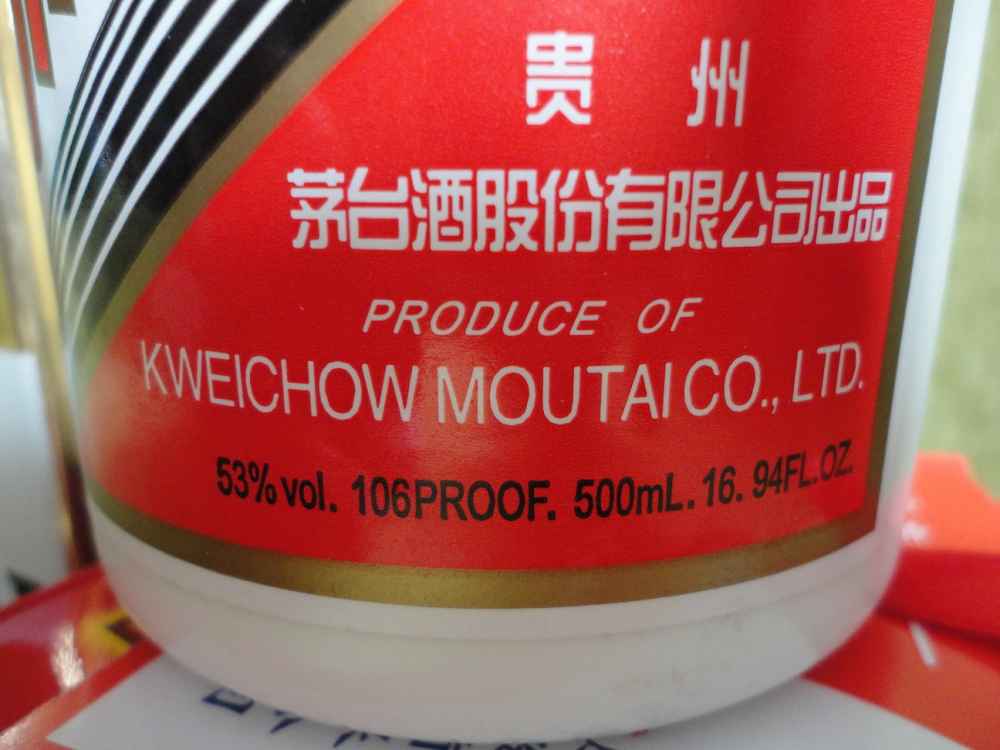 贵州
茅台酒股份有限公司出品
PRODUCE OF
KWEICHOW MOUTAI CO., LTD.
53% vol. 106PROOF. 500mL. 16. 94FL.OZ.